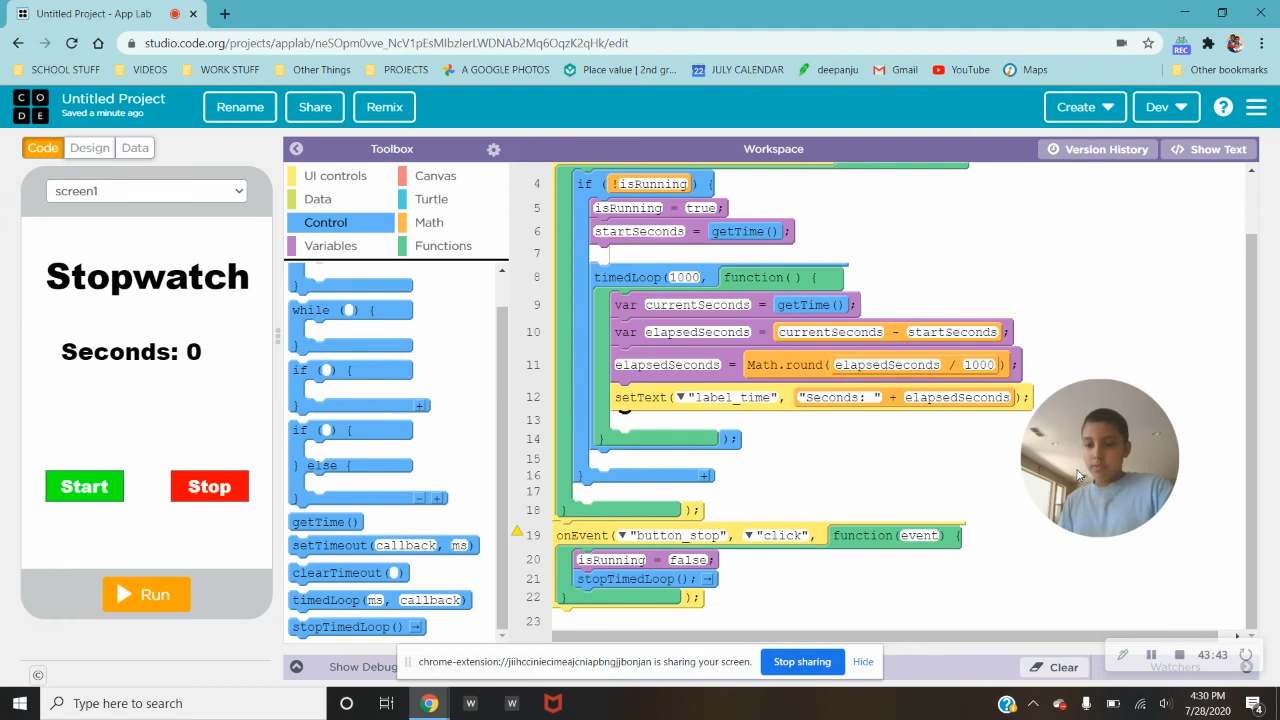 Untitled Project - App Lab
studio.code.org/projects/applab/neSOpm0vve_NcV1pEsMIbzIerLWDNAb2Mq6OqzK2qHk/edit
REC
SCHOOL STUFF VIDEOS WORK STUFF Other Things PROJECTS A GOOGLE PHOTOS Place value | 2nd gr... 22 JULY CALENDAR deepanju Gmail YouTube Maps Other bookmarks
C O D E
Untitled Project
Saved a minute ago
Rename Share Remix Create Dev ?
Code Design Data
Toolbox Workspace Version History </> Show Text
screen1
UI controls Canvas
Data Turtle
Control Math
Variables Functions
Stopwatch
Seconds: 0
Start Stop
Run
}
while () {
}
if () {
} +
if () {
} else {
} - +
getTime()
setTimeout(callback, ms)
clearTimeout()
timedLoop(ms, callback)
stopTimedLoop()
4 if (!isRunning) {
5 isRunning = true;
6 startSeconds = getTime();
7
8 timedLoop(1000, function() {
9 var currentSeconds = getTime();
10 var elapsedSeconds = currentSeconds - startSeconds;
11 elapsedSeconds = Math.round(elapsedSeconds / 1000);
12 setText("label_time", "Seconds: " + elapsedSeconds);
13
14 });
15
16 } +
17
18 });
19 onEvent("button_stop", "click", function(event) {
20 isRunning = false;
21 stopTimedLoop();
22 });
23
Show Debug
chrome-extension://jiihcciniecimeajcniapbngjjbonjan is sharing your screen. Stop sharing Hide
Clear Watchers
43:43
©
Type here to search
W W
4:30 PM
7/28/2020
4